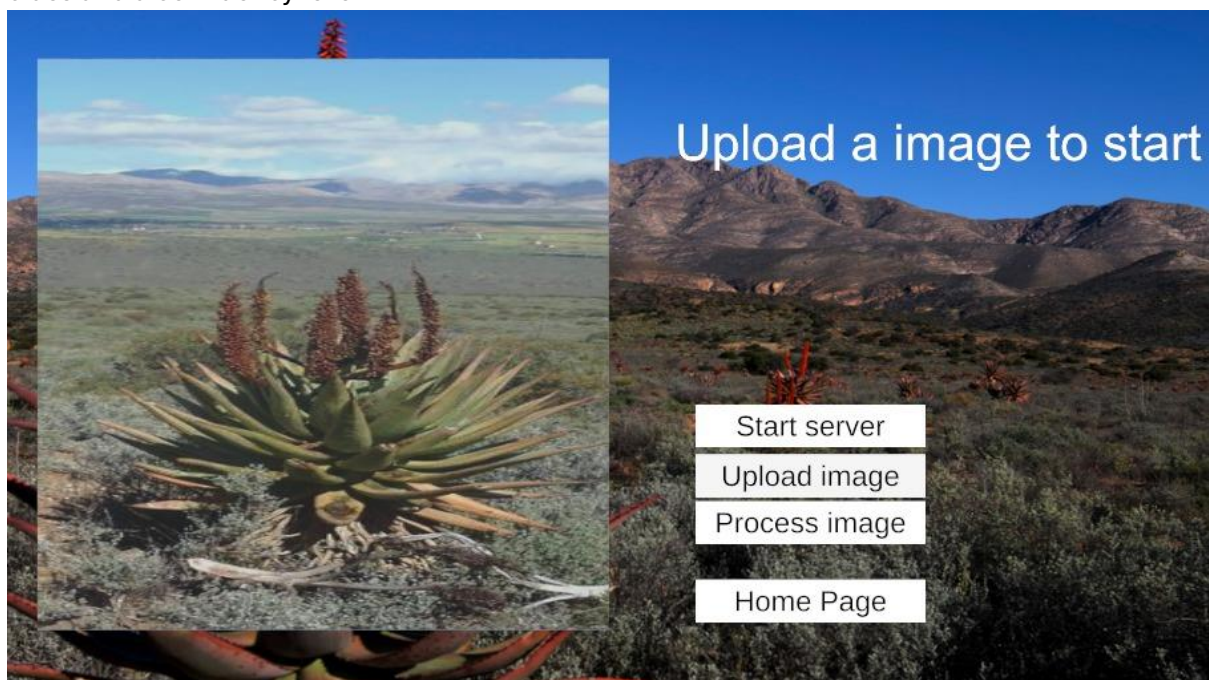 Upload a image to start
Start server
Upload image
Process image
Home Page